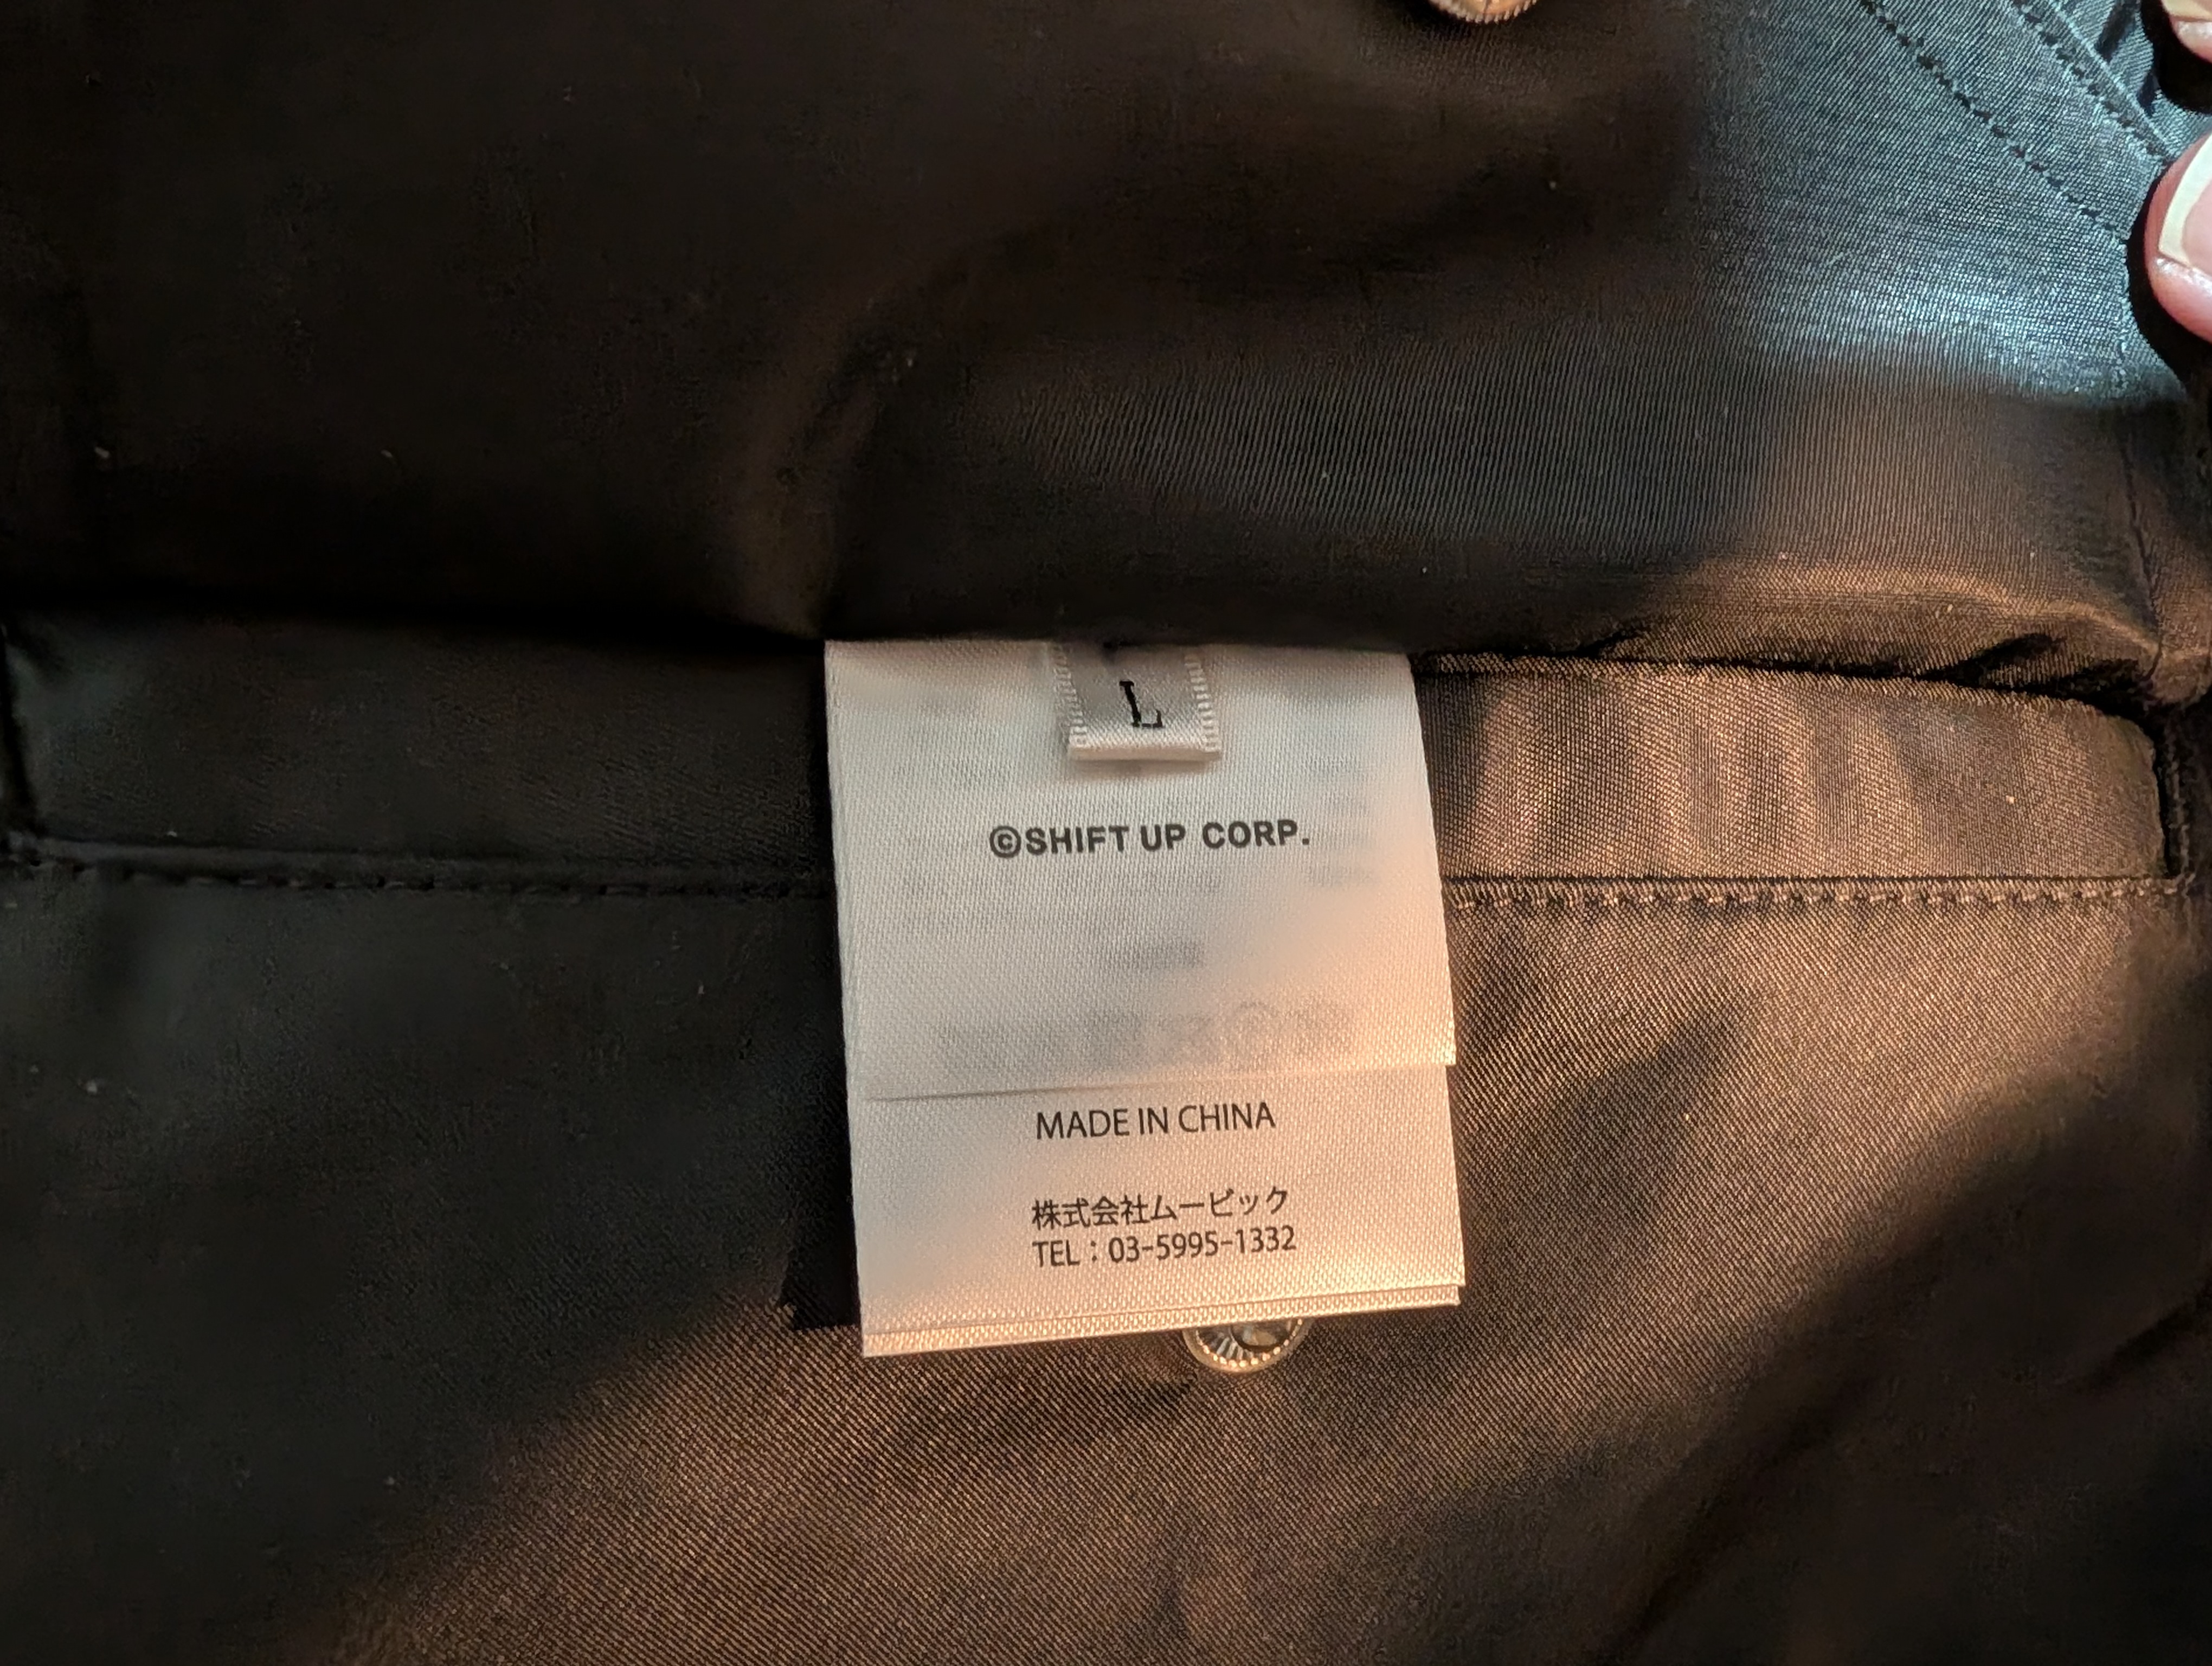 L
©SHIFT UP CORP.
MADE IN CHINA
株式会社ムービック
TEL：03-5995-1332